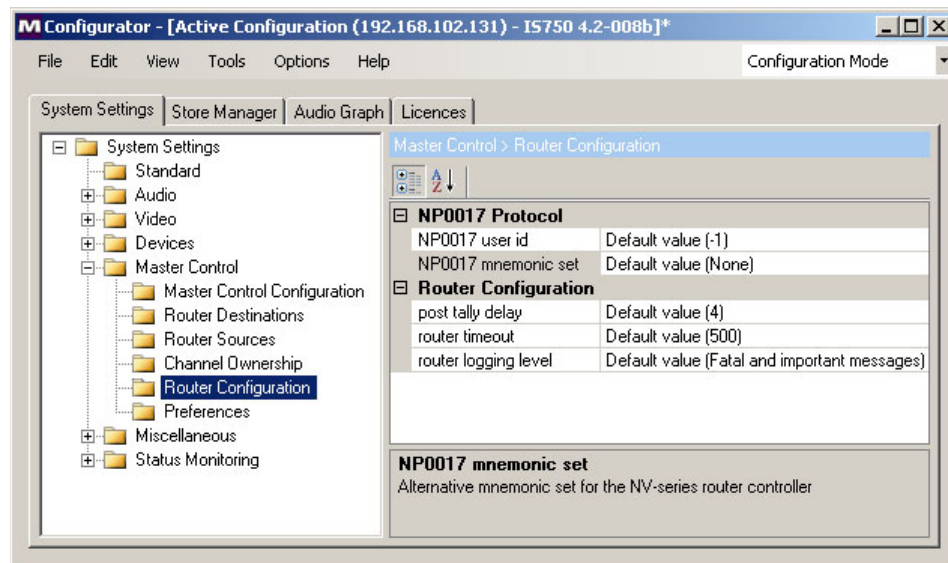 M Configurator - [Active Configuration (192.168.102.131) - IS750 4.2-008b]*
File Edit View Tools Options Help Configuration Mode
System Settings Store Manager Audio Graph Licences
System Settings
Standard
Audio
Video
Devices
Master Control
Master Control Configuration
Router Destinations
Router Sources
Channel Ownership
Router Configuration
Preferences
Miscellaneous
Status Monitoring
Master Control > Router Configuration
A Z
NP0017 Protocol
NP0017 user id Default value (-1)
NP0017 mnemonic set Default value (None)
Router Configuration
post tally delay Default value (4)
router timeout Default value (500)
router logging level Default value (Fatal and important messages)
NP0017 mnemonic set
Alternative mnemonic set for the NV-series router controller